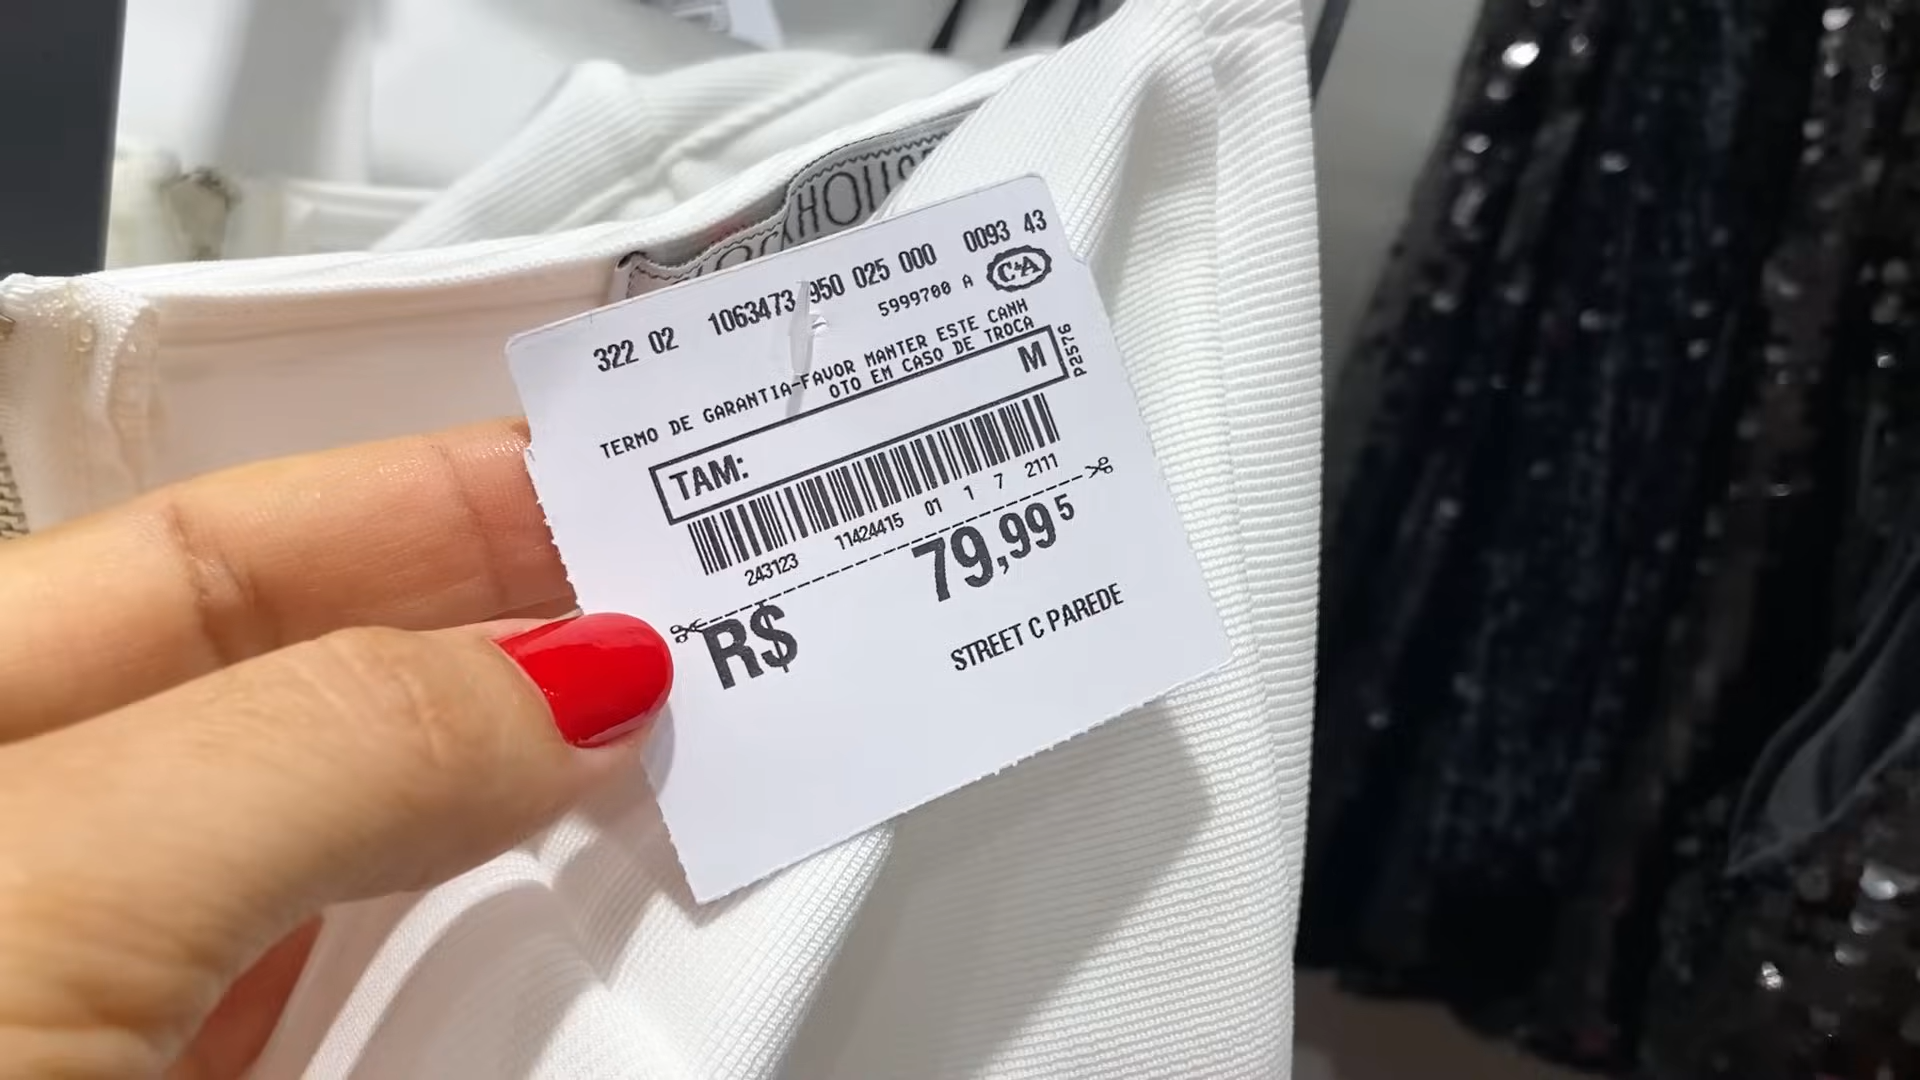 322 02 1063473 950 025 000 0093 43
5999700 A C&A
TERMO DE GARANTIA-FAVOR MANTER ESTE CANH
OTO EM CASO DE TROCA
TAM: M
P2576
243123 11424415 01 1 7 2111
R$ 79,99 5
STREET C PAREDE